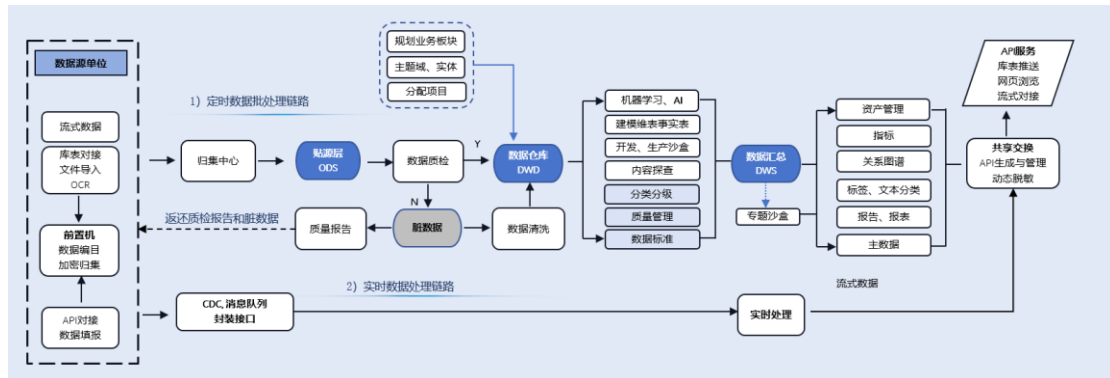 数据源单位
流式数据
库表对接
文件导入
OCR
前置机
数据编目
加密归集
API对接
数据填报
1）定时数据批处理链路
归集中心
贴源层
ODS
数据质检
Y
N
规划业务板块
主题域、实体
分配项目
数据仓库
DWD
返还质检报告和脏数据
质量报告
脏数据
数据清洗
机器学习、AI
建模维表事实表
开发、生产沙盒
内容探查
分类分级
质量管理
数据标准
数据汇总
DWS
专题沙盒
资产管理
指标
关系图谱
标签、文本分类
报告、报表
主数据
API服务
库表推送
网页浏览
流式对接
共享交换
API生成与管理
动态脱敏
2）实时数据处理链路
CDC、消息队列
封装接口
实时处理
流式数据